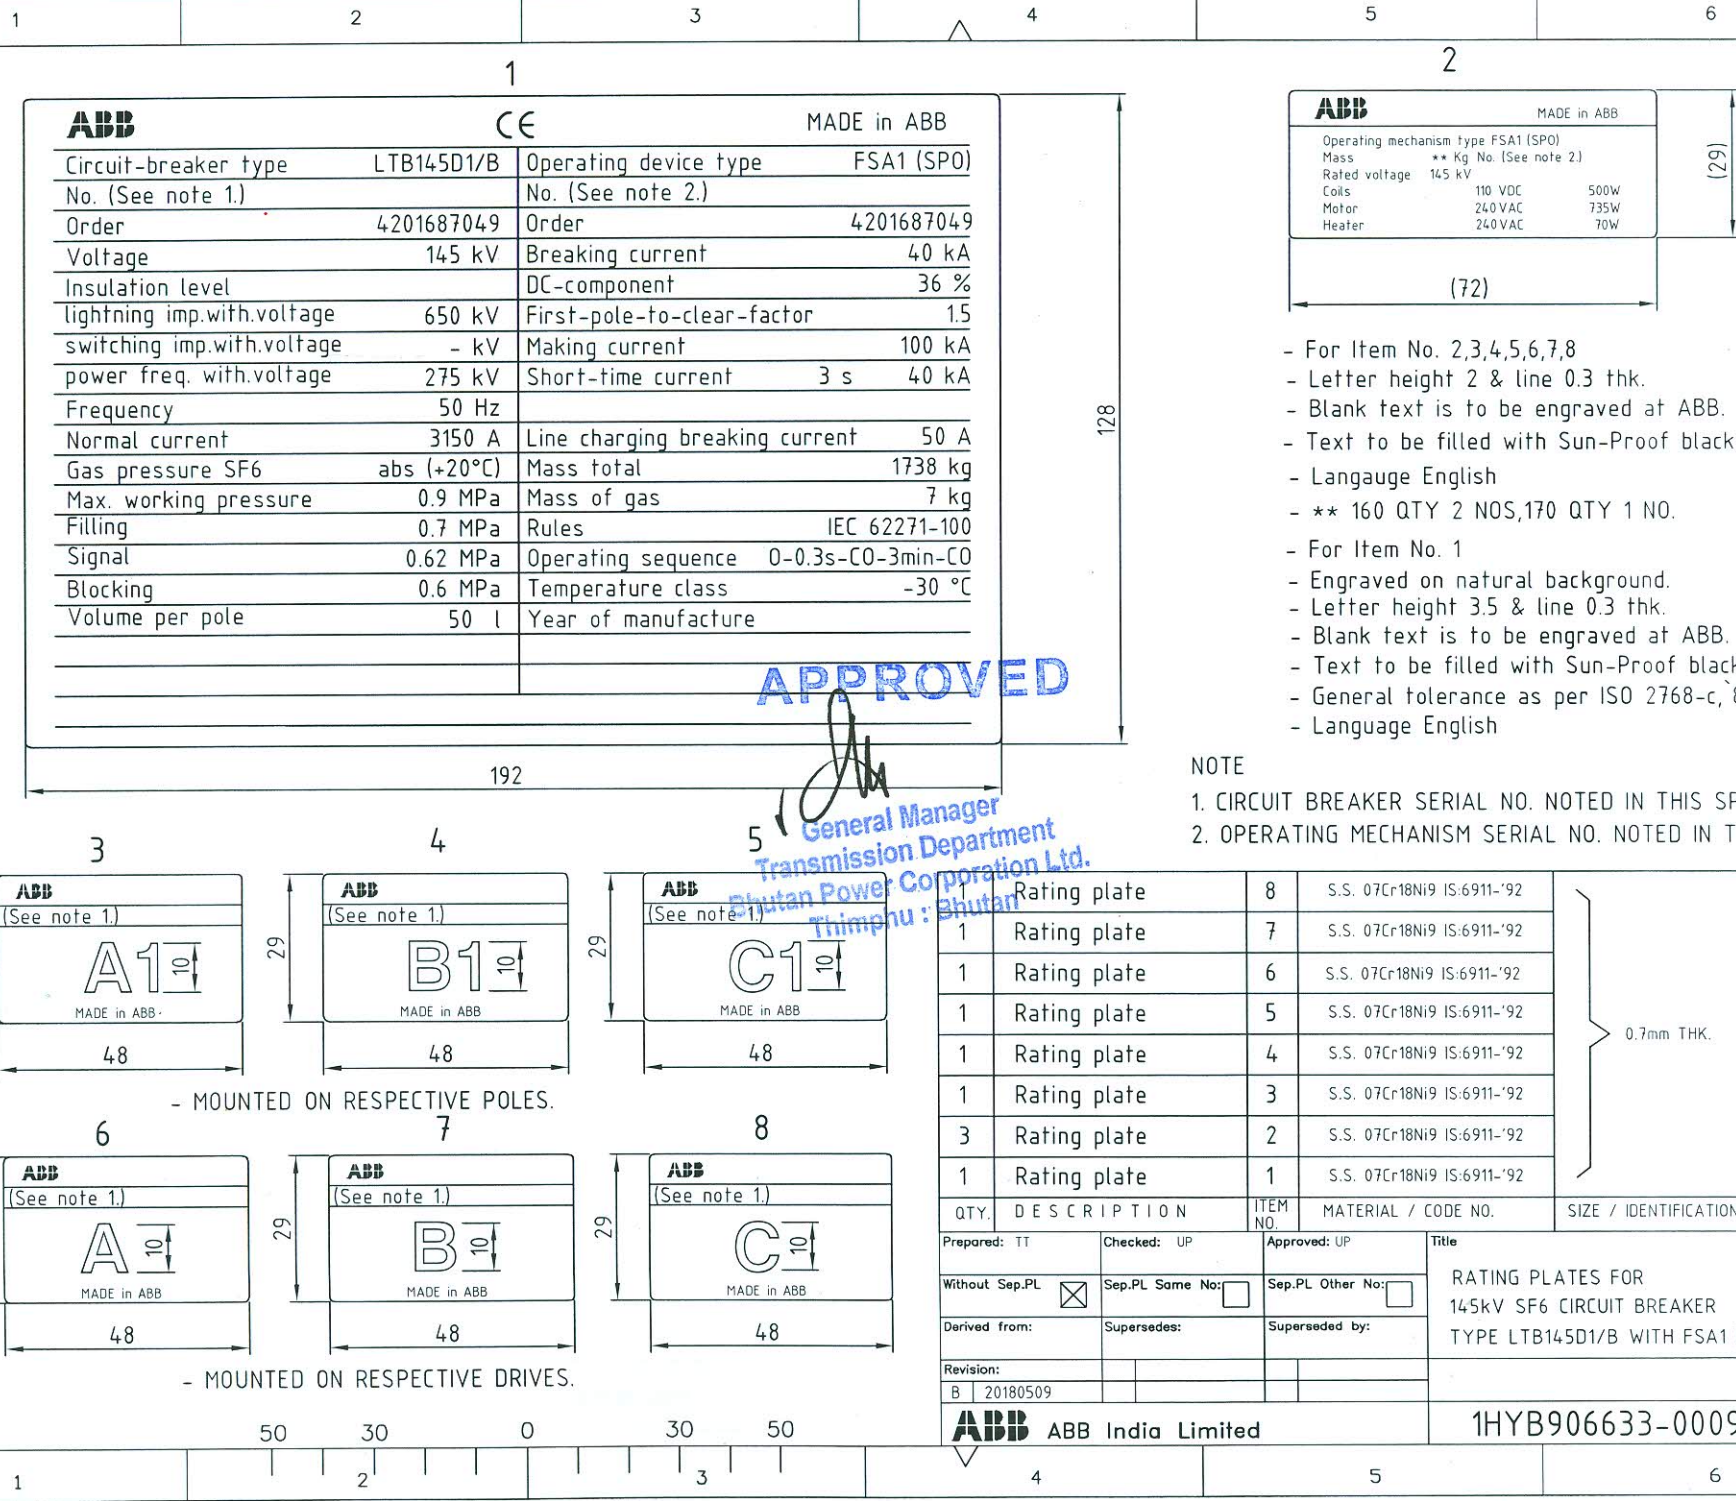 1 2 3 4 5 6
1
ABB CE MADE in ABB
Circuit-breaker type LTB145D1/B Operating device type FSA1 (SPO)
No. (See note 1.) No. (See note 2.)
Order 4201687049 Order 4201687049
Voltage 145 kV Breaking current 40 kA
Insulation level DC-component 36 %
lightning imp.with.voltage 650 kV First-pole-to-clear-factor 1.5
switching imp.with.voltage - kV Making current 100 kA
power freq. with.voltage 275 kV Short-time current 3 s 40 kA
Frequency 50 Hz
Normal current 3150 A Line charging breaking current 50 A
Gas pressure SF6 abs (+20°C) Mass total 1738 kg
Max. working pressure 0.9 MPa Mass of gas 7 kg
Filling 0.7 MPa Rules IEC 62271-100
Signal 0.62 MPa Operating sequence O-0.3s-CO-3min-CO
Blocking 0.6 MPa Temperature class -30 °C
Volume per pole 50 l Year of manufacture
128
192
APPROVED
General Manager
Transmission Department
Bhutan Power Corporation Ltd.
Thimphu : Bhutan
2
ABB MADE in ABB
Operating mechanism type FSA1 (SPO)
Mass ** Kg No. (See note 2.)
Rated voltage 145 kV
Coils 110 VDC 500W
Motor 240VAC 735W
Heater 240VAC 70W
(29)
(72)
- For Item No. 2,3,4,5,6,7,8
- Letter height 2 & line 0.3 thk.
- Blank text is to be engraved at ABB.
- Text to be filled with Sun-Proof black
- Langauge English
- ** 160 QTY 2 NOS,170 QTY 1 NO.
- For Item No. 1
- Engraved on natural background.
- Letter height 3.5 & line 0.3 thk.
- Blank text is to be engraved at ABB.
- Text to be filled with Sun-Proof black
- General tolerance as per ISO 2768-c,
- Language English
NOTE
1. CIRCUIT BREAKER SERIAL NO. NOTED IN THIS
2. OPERATING MECHANISM SERIAL NO. NOTED IN
3 4 5
ABB ABB ABB
(See note 1.) (See note 1.) (See note 1.)
A1 10 29 B1 10 29 C1 10
MADE in ABB MADE in ABB MADE in ABB
48 48 48
- MOUNTED ON RESPECTIVE POLES.
6 7 8
ABB ABB ABB
(See note 1.) (See note 1.) (See note 1.)
A 10 29 B 10 29 C 10
MADE in ABB MADE in ABB MADE in ABB
48 48 48
- MOUNTED ON RESPECTIVE DRIVES.
1 Rating plate 8 S.S. 07Cr18Ni9 IS:6911-'92
1 Rating plate 7 S.S. 07Cr18Ni9 IS:6911-'92
1 Rating plate 6 S.S. 07Cr18Ni9 IS:6911-'92
1 Rating plate 5 S.S. 07Cr18Ni9 IS:6911-'92
0.7mm THK.
1 Rating plate 4 S.S. 07Cr18Ni9 IS:6911-'92
1 Rating plate 3 S.S. 07Cr18Ni9 IS:6911-'92
3 Rating plate 2 S.S. 07Cr18Ni9 IS:6911-'92
1 Rating plate 1 S.S. 07Cr18Ni9 IS:6911-'92
QTY. DESCRIPTION ITEM NO. MATERIAL / CODE NO. SIZE / IDENTIFICATION
Prepared: TT Checked: UP Approved: UP Title
Without Sep.PL Sep.PL Same No: Sep.PL Other No:
RATING PLATES FOR
145kV SF6 CIRCUIT BREAKER
TYPE LTB145D1/B WITH FSA1
Derived from: Supersedes: Superseded by:
Revision:
B 20180509
ABB ABB India Limited 1HYB906633-0009
50 30 0 30 50
1 2 3 4 5 6